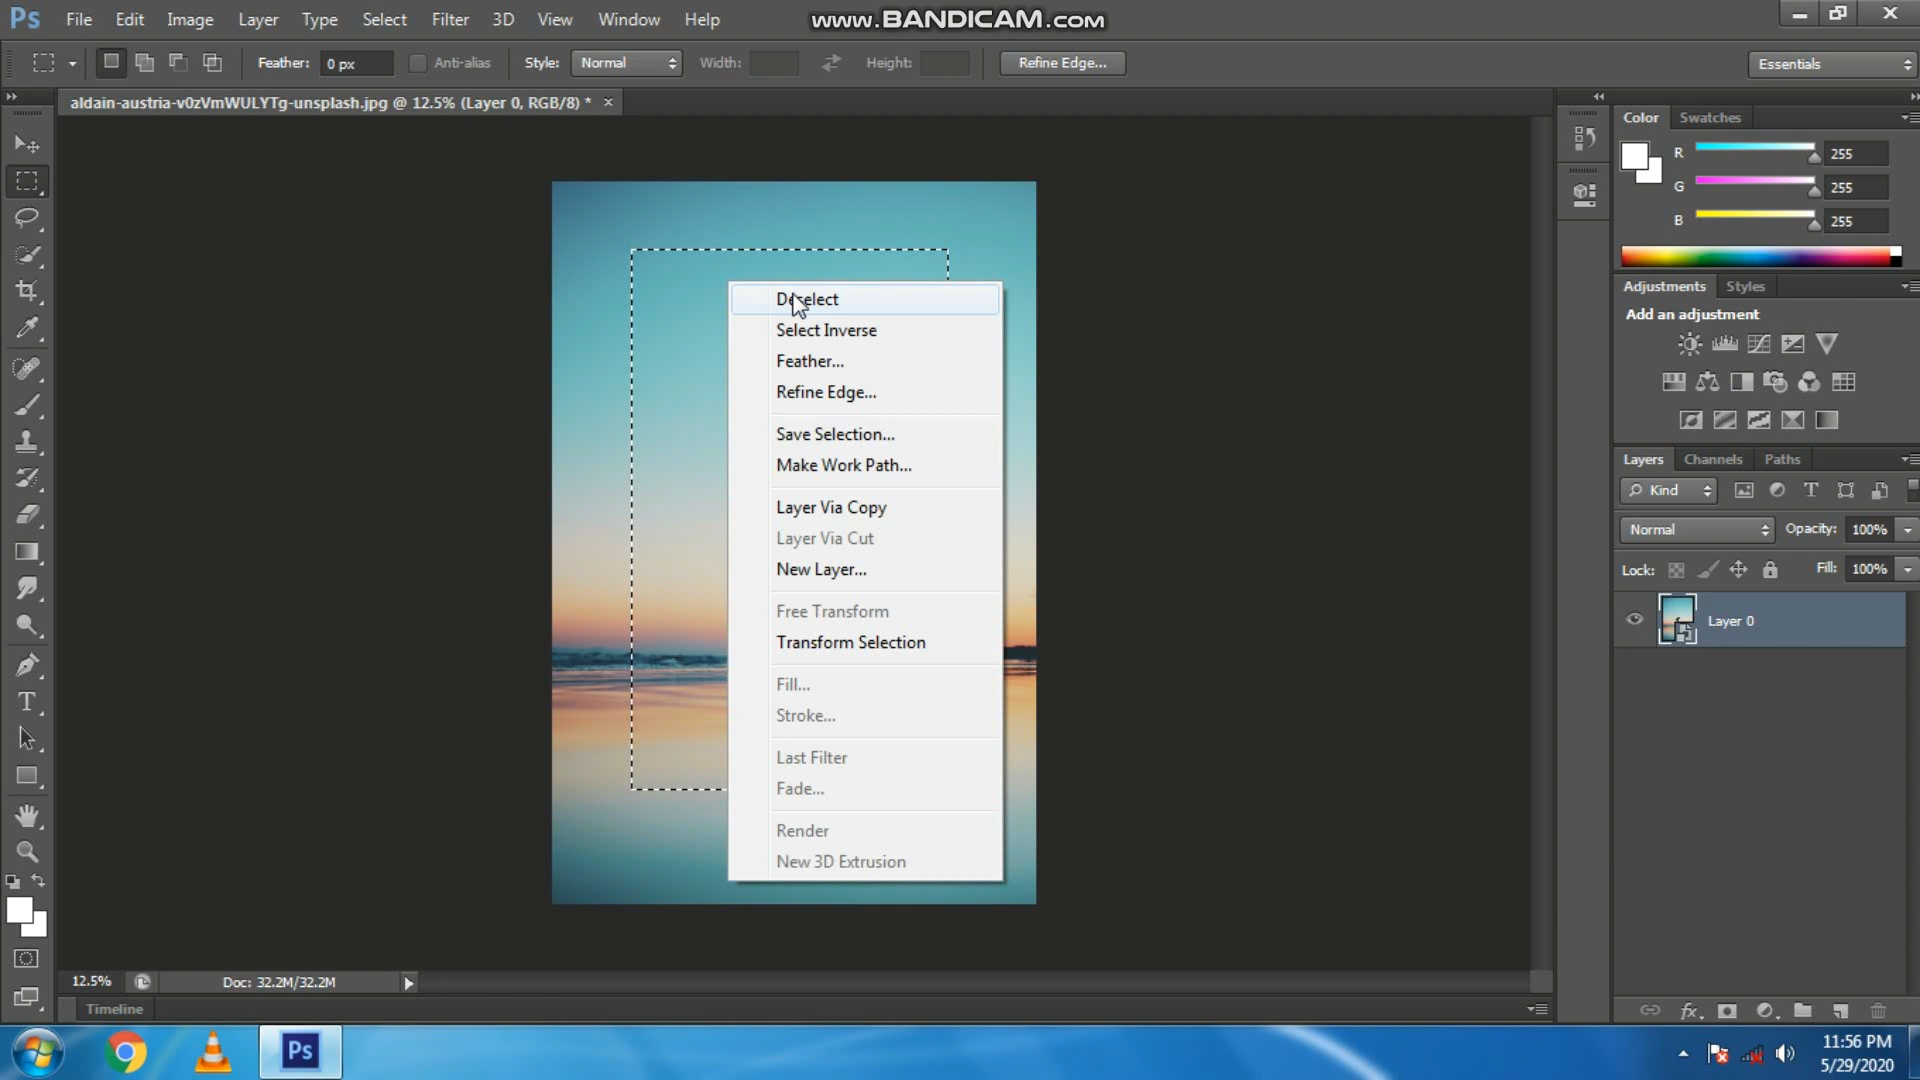 Ps File Edit Image Layer Type Select Filter 3D View Window Help
www.BANDICAM.com
Feather: 0 px Anti-alias Style: Normal Width: Height: Refine Edge... Essentials
aldain-austria-v0zVmWULYTg-unsplash.jpg @ 12.5% (Layer 0, RGB/8) *
Color Swatches
R 255
G 255
B 255
Adjustments Styles
Add an adjustment
Layers Channels Paths
Kind
Normal Opacity: 100%
Lock: Fill: 100%
Layer 0
Deselect
Select Inverse
Feather...
Refine Edge...
Save Selection...
Make Work Path...
Layer Via Copy
Layer Via Cut
New Layer...
Free Transform
Transform Selection
Fill...
Stroke...
Last Filter
Fade...
Render
New 3D Extrusion
12.5% Doc: 32.2M/32.2M
Timeline
Ps
11:56 PM
5/29/2020